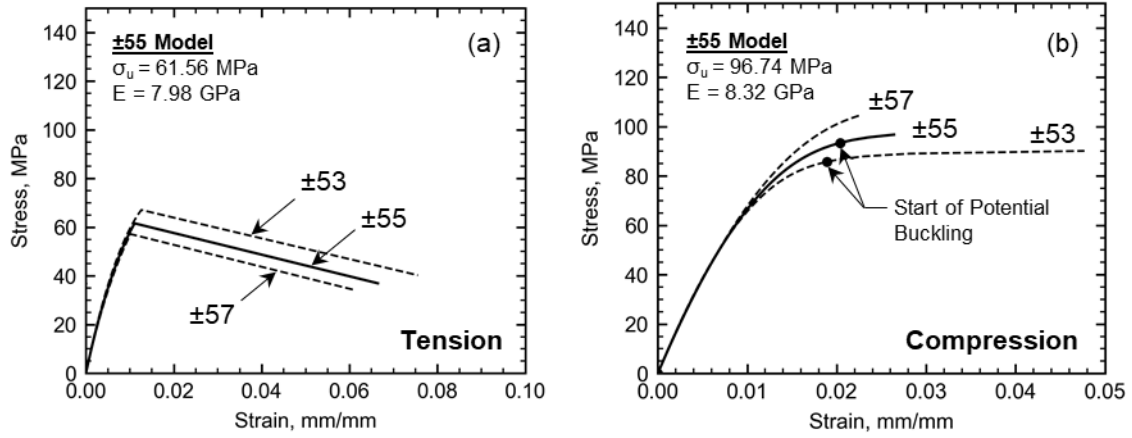 ±55 Model
σu = 61.56 MPa
E = 7.98 GPa
(a)
±53
±55
±57
Tension
Stress, MPa
140
120
100
80
60
40
20
0
0.00 0.02 0.04 0.06 0.08 0.10
Strain, mm/mm
±55 Model
σu = 96.74 MPa
E = 8.32 GPa
(b)
±57
±55
±53
Start of Potential
Buckling
Compression
Stress, MPa
140
120
100
80
60
40
20
0
0.00 0.01 0.02 0.03 0.04 0.05
Strain, mm/mm